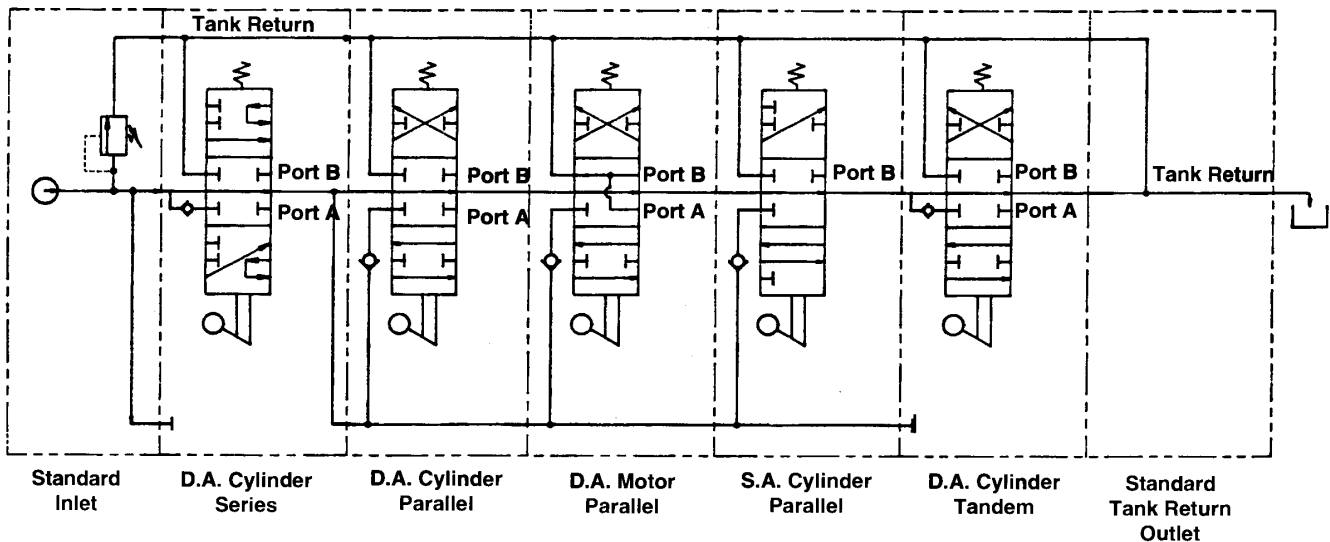 Tank Return
Port B
Port A
Port B
Port A
Port B
Port A
Port B
Port B
Port A
Tank Return
Standard
Inlet
D.A. Cylinder
Series
D.A. Cylinder
Parallel
D.A. Motor
Parallel
S.A. Cylinder
Parallel
D.A. Cylinder
Tandem
Standard
Tank Return
Outlet